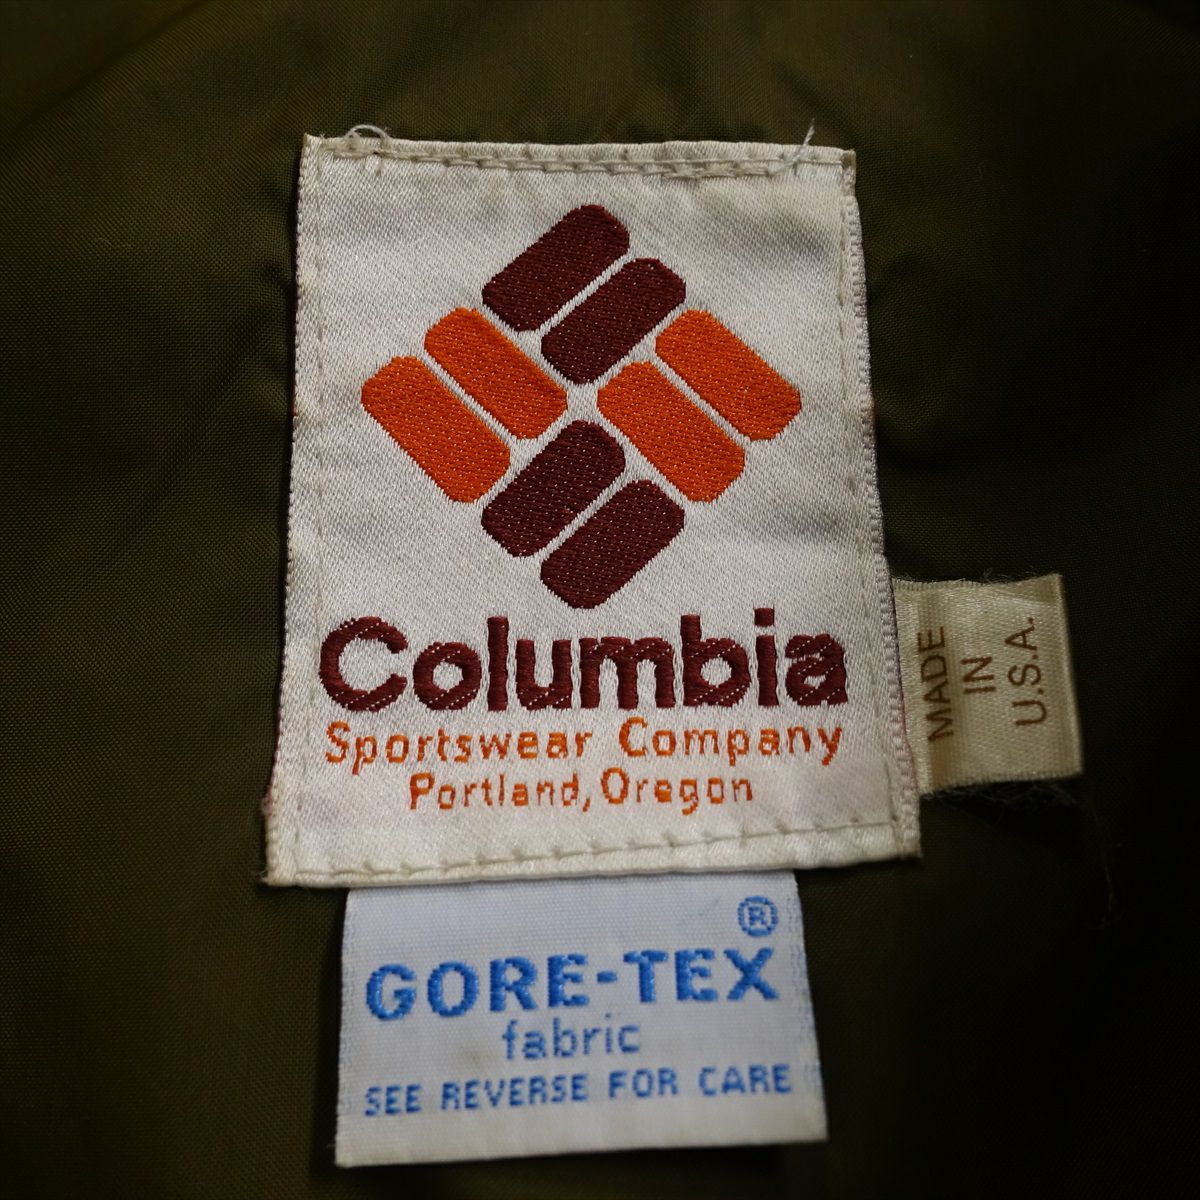 Columbia
Sportswear Company
Portland, Oregon
MADE
IN
U.S.A.
GORE-TEX®
fabric
SEE REVERSE FOR CARE